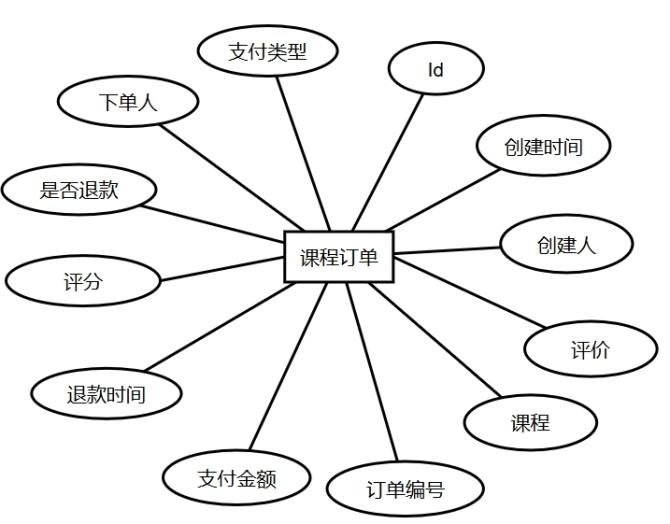 支付类型
Id
下单人
创建时间
是否退款
创建人
课程订单
评分
评价
退款时间
课程
支付金额
订单编号